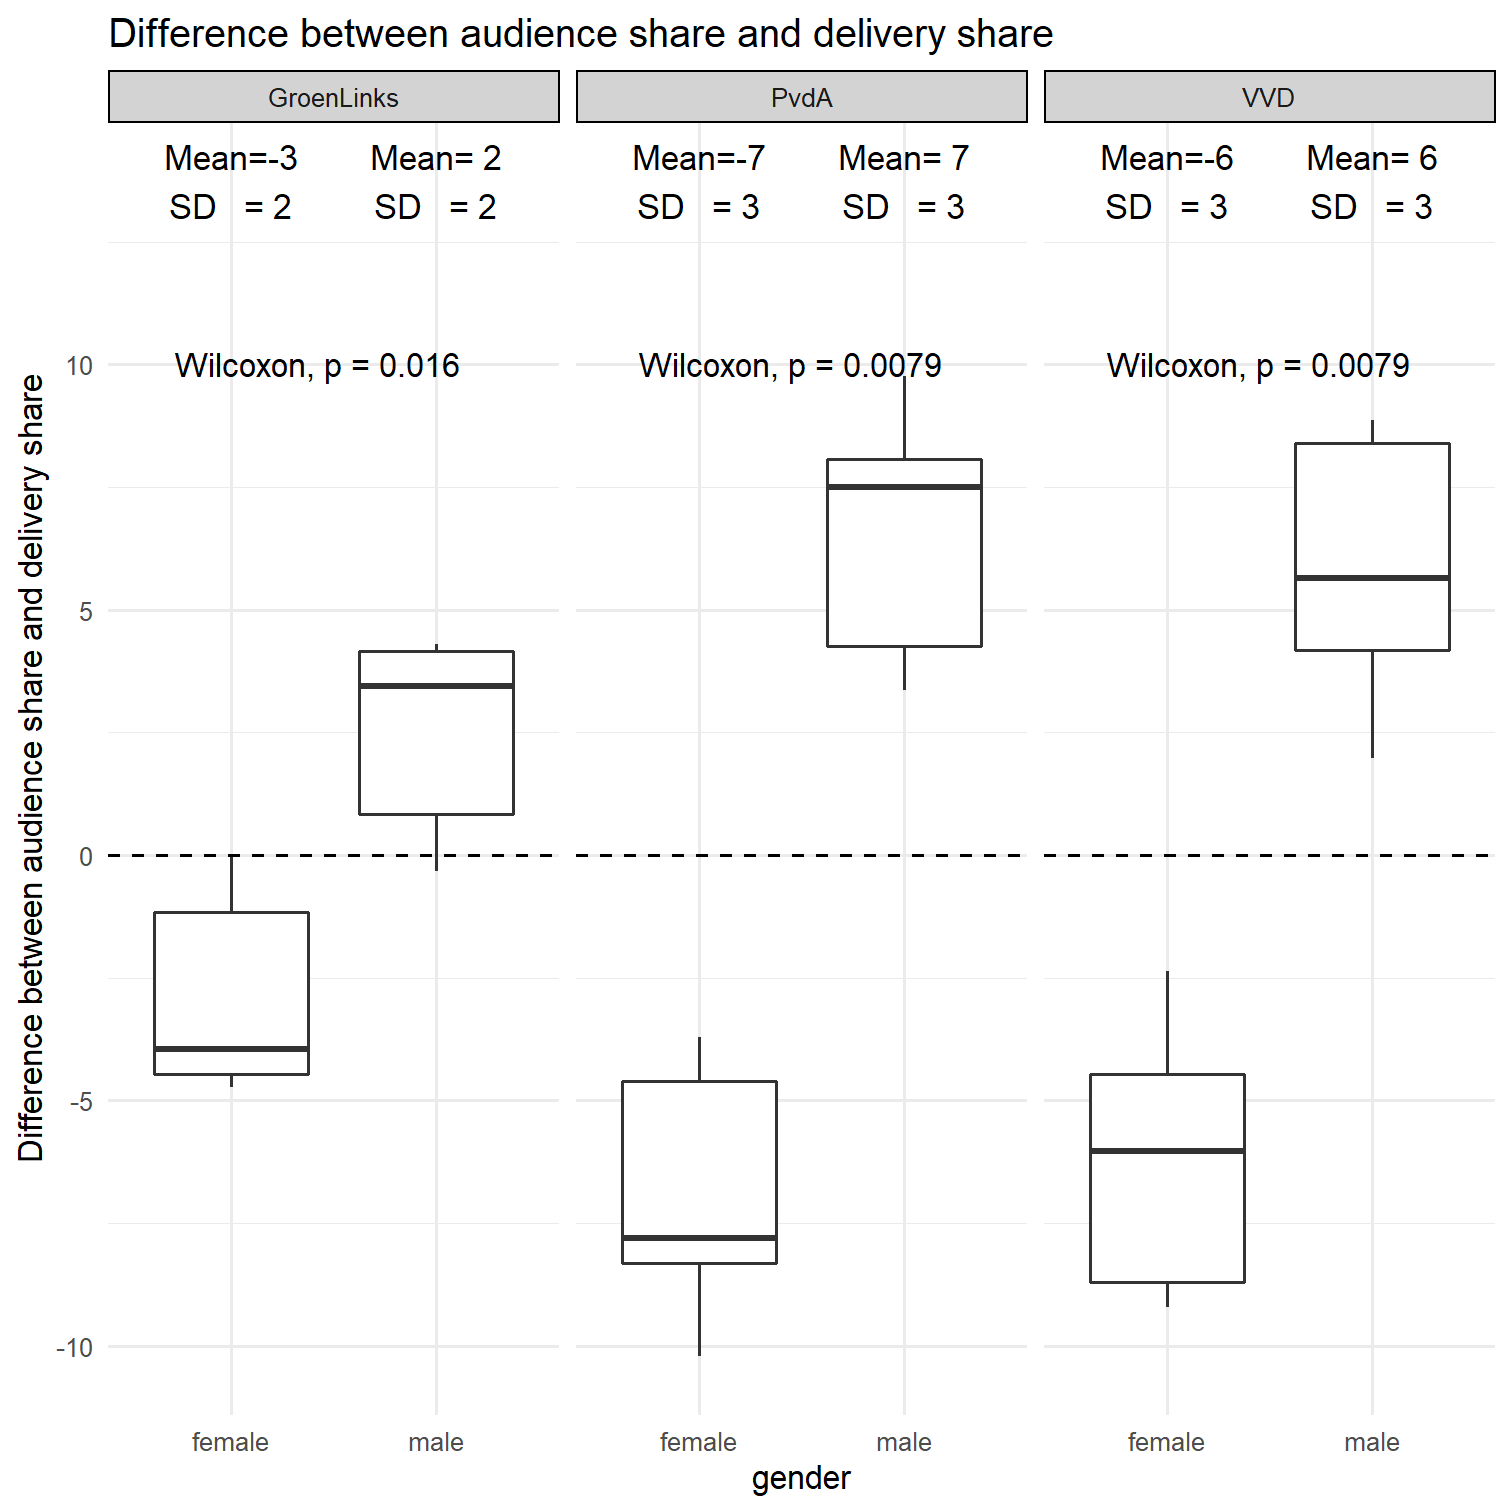 Difference between audience share and delivery share
GroenLinks
PvdA
VVD
Mean=-3
Mean= 2
Mean=-7
Mean= 7
Mean=-6
Mean= 6
SD = 2
SD = 2
SD = 3
SD = 3
SD = 3
SD = 3
Wilcoxon, p = 0.016
Wilcoxon, p = 0.0079
Wilcoxon, p = 0.0079
Difference between audience share and delivery share
10
5
0
-5
-10
female
male
female
male
female
male
gender